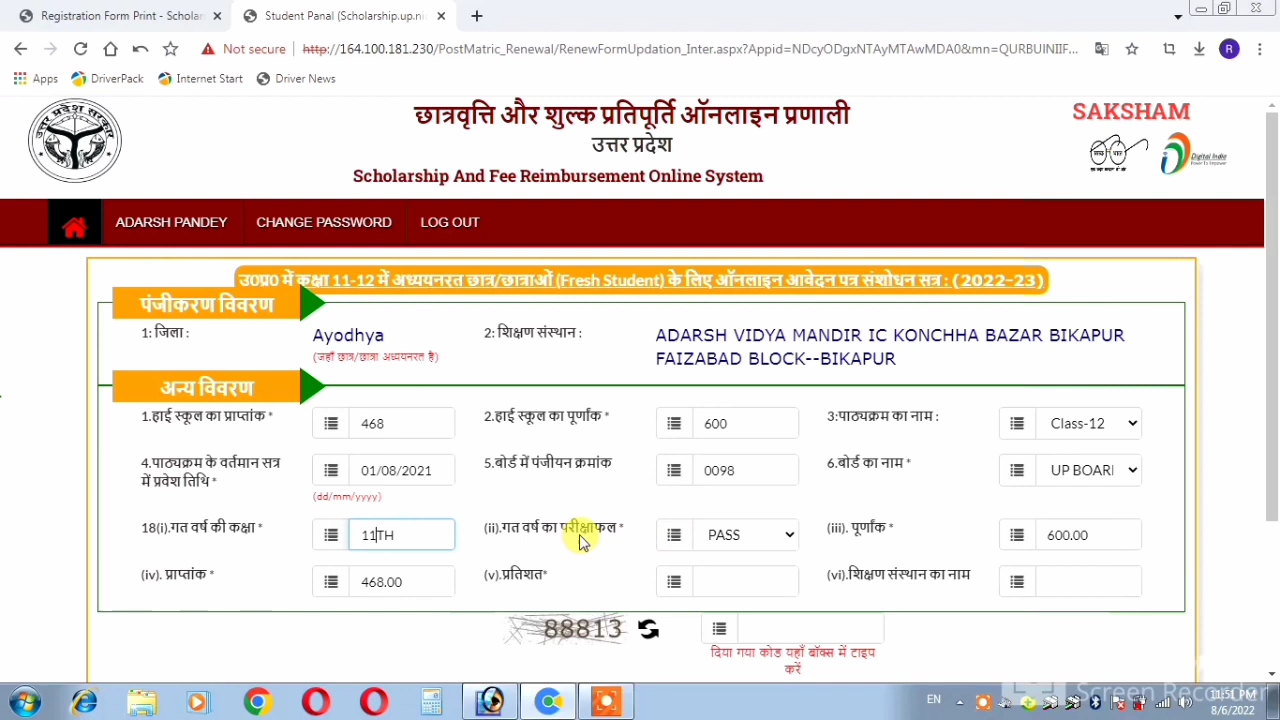 Registration Form Print - Scholar
Student Panal (Scholarship.up.ni
Not secure http://164.100.181.230/PostMatric_Renewal/RenewFormUpdation_Inter.aspx?Appid=NDcyODgxNTAyMTAwMDA0&mn=QURBUlNIIF... R
Apps DriverPack Internet Start Driver News
छात्रवृत्ति और शुल्क प्रतिपूर्ति ऑनलाइन प्रणाली
उत्तर प्रदेश
Scholarship And Fee Reimbursement Online System
SAKSHAM
Digital India
ADARSH PANDEY CHANGE PASSWORD LOG OUT
उ0प्र0 में कक्षा 11-12 में अध्ययनरत छात्र/छात्राओं (Fresh Student) के लिए ऑनलाइन आवेदन पत्र संशोधन सत्र : (2022-23)
पंजीकरण विवरण
1: जिला : Ayodhya 2: शिक्षण संस्थान : ADARSH VIDYA MANDIR IC KONCHHA BAZAR BIKAPUR
(जहाँ छात्र/छात्रा अध्ययनरत है) FAIZABAD BLOCK--BIKAPUR
अन्य विवरण
1.हाई स्कूल का प्राप्तांक * 468 2.हाई स्कूल का पूर्णांक * 600 3:पाठ्यक्रम का नाम : Class-12
4.पाठ्यक्रम के वर्तमान सत्र 01/08/2021 5.बोर्ड में पंजीयन क्रमांक 0098 6.बोर्ड का नाम * UP BOARI
में प्रवेश तिथि *
(dd/mm/yyyy)
18(i).गत वर्ष की कक्षा * 11TH (ii).गत वर्ष का परीक्षाफल * PASS (iii). पूर्णांक * 600.00
(iv). प्राप्तांक * 468.00 (v).प्रतिशत* (vi).शिक्षण संस्थान का नाम
88813
दिया गया कोड यहाँ बॉक्स में टाइप
करें
Screen Recorder
EN 11:51 PM
8/6/2022